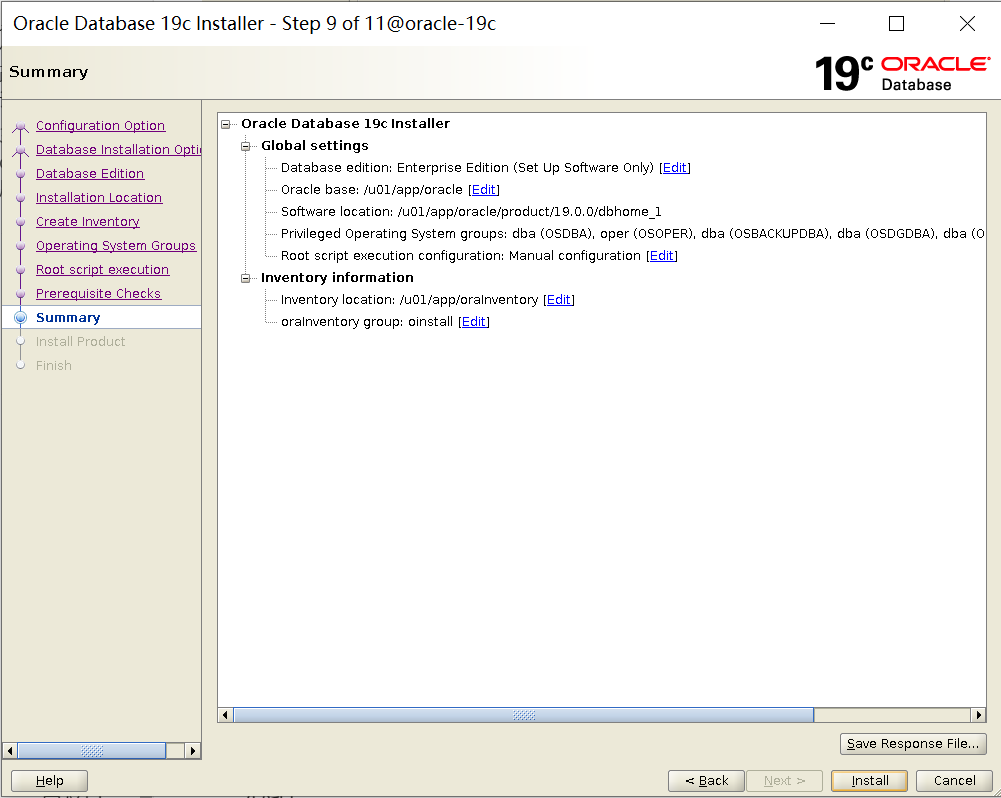 Oracle Database 19c Installer - Step 9 of 11@oracle-19c
Summary
19c ORACLE®
Database
Configuration Option
Database Installation Opti
Database Edition
Installation Location
Create Inventory
Operating System Groups
Root script execution
Prerequisite Checks
Summary
Install Product
Finish
Oracle Database 19c Installer
Global settings
Database edition: Enterprise Edition (Set Up Software Only) [Edit]
Oracle base: /u01/app/oracle [Edit]
Software location: /u01/app/oracle/product/19.0.0/dbhome_1
Privileged Operating System groups: dba (OSDBA), oper (OSOPER), dba (OSBACKUPDBA), dba (OSDGDBA), dba (O
Root script execution configuration: Manual configuration [Edit]
Inventory information
Inventory location: /u01/app/oraInventory [Edit]
oraInventory group: oinstall [Edit]
Save Response File...
Help
< Back
Next >
Install
Cancel